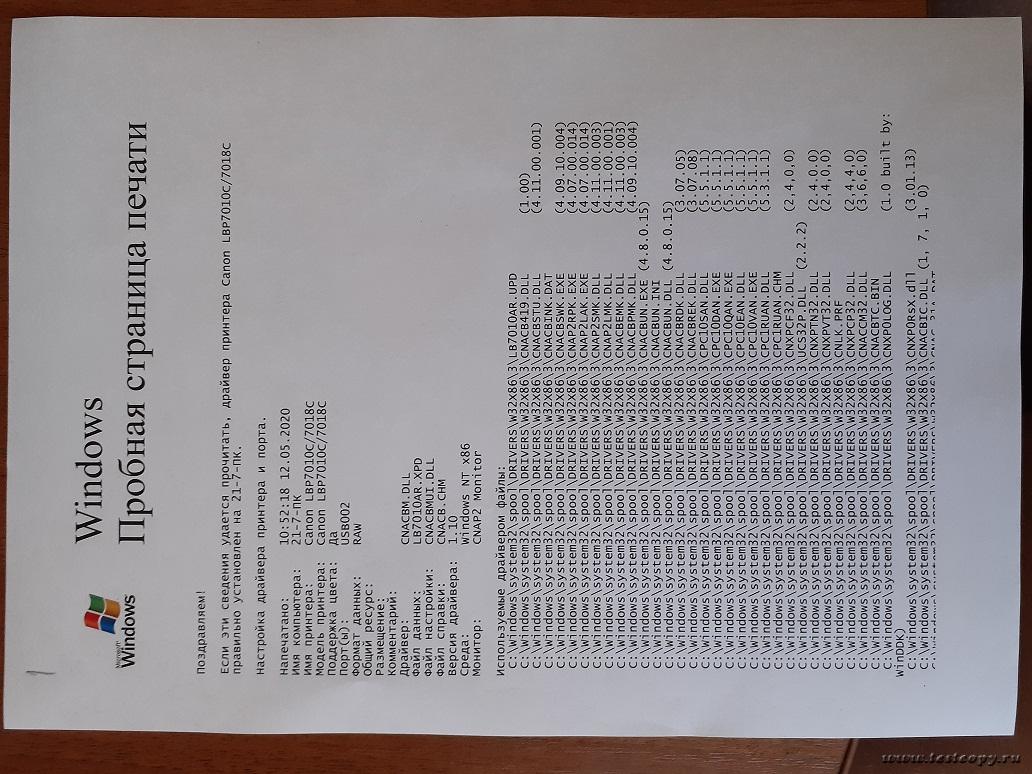 1
Microsoft
Windows
Windows
Пробная страница печати
Поздравляем!
Если эти сведения удается прочитать, драйвер принтера Canon LBP7010C/7018C
правильно установлен на 21-7-ПК.
Настройка драйвера принтера и порта.
Напечатано: 10:52:18 12.05.2020
Имя компьютера: 21-7-ПК
Имя принтера: Canon LBP7010C/7018C
Модель принтера: Canon LBP7010C/7018C
Поддержка цвета: Да
Порт(ы): USB002
Формат данных: RAW
Общий ресурс:
Размещение:
Комментарий:
Драйвер: CNACBM.DLL
Файл данных: LB7010AR.XPD
Файл настройки: CNACBMUI.DLL
Файл справки: CNACB.CHM
Версия драйвера: 1.10
Среда: Windows NT x86
Монитор: CNAP2 Monitor
Используемые драйвером файлы:
C:\Windows\system32\spool\DRIVERS\W32X86\3\LB7010AR.UPD (1.00)
C:\Windows\system32\spool\DRIVERS\W32X86\3\CNACB419.DLL (4.11.00.001)
C:\Windows\system32\spool\DRIVERS\W32X86\3\CNACBSTU.DLL
C:\Windows\system32\spool\DRIVERS\W32X86\3\CNACBINK.DAT (4.09.10.004)
C:\Windows\system32\spool\DRIVERS\W32X86\3\CNACBSWK.EXE (4.07.00.014)
C:\Windows\system32\spool\DRIVERS\W32X86\3\CNAP2RPK.EXE (4.07.00.014)
C:\Windows\system32\spool\DRIVERS\W32X86\3\CNAP2LAK.EXE (4.11.00.003)
C:\Windows\system32\spool\DRIVERS\W32X86\3\CNAP2SMK.DLL (4.11.00.001)
C:\Windows\system32\spool\DRIVERS\W32X86\3\CNAP2LMK.DLL (4.11.00.003)
C:\Windows\system32\spool\DRIVERS\W32X86\3\CNACBEMK.DLL (4.09.10.004)
C:\Windows\system32\spool\DRIVERS\W32X86\3\CNACBPMK.DLL
C:\Windows\system32\spool\DRIVERS\W32X86\3\CNACBUN.EXE (4.8.0.15)
C:\Windows\system32\spool\DRIVERS\W32X86\3\CNACBUN.INI
C:\Windows\system32\spool\DRIVERS\W32X86\3\CNACBUN.DLL (4.8.0.15)
C:\Windows\system32\spool\DRIVERS\W32X86\3\CNACBRDK.DLL (3.07.05)
C:\Windows\system32\spool\DRIVERS\W32X86\3\CNACBREK.DLL (3.07.08)
C:\Windows\system32\spool\DRIVERS\W32X86\3\CPC10SAN.DLL (5.5.1.1)
C:\Windows\system32\spool\DRIVERS\W32X86\3\CPC10DAN.EXE (5.5.1.1)
C:\Windows\system32\spool\DRIVERS\W32X86\3\CPC10QAN.EXE (5.5.1.1)
C:\Windows\system32\spool\DRIVERS\W32X86\3\CPC10EAN.DLL (5.5.1.1)
C:\Windows\system32\spool\DRIVERS\W32X86\3\CPC10VAN.EXE (5.5.1.1)
C:\Windows\system32\spool\DRIVERS\W32X86\3\CPC1RUAN.DLL (5.3.1.1)
C:\Windows\system32\spool\DRIVERS\W32X86\3\CPC1RUAN.CHM
C:\Windows\system32\spool\DRIVERS\W32X86\3\CNXPCF32.DLL (2,4,0,0)
C:\Windows\system32\spool\DRIVERS\W32X86\3\UCS32P.DLL (2.2.2)
C:\Windows\system32\spool\DRIVERS\W32X86\3\CNXPTN32.DLL (2.4.0.0)
C:\Windows\system32\spool\DRIVERS\W32X86\3\CNXPVT32.DLL (2,4,0,0)
C:\Windows\system32\spool\DRIVERS\W32X86\3\CNLK.PRF
C:\Windows\system32\spool\DRIVERS\W32X86\3\CNXPCP32.DLL (2,4,4,0)
C:\Windows\system32\spool\DRIVERS\W32X86\3\CNACCM32.DLL (3,6,6,0)
C:\Windows\system32\spool\DRIVERS\W32X86\3\CNACBTC.BIN
C:\Windows\system32\spool\DRIVERS\W32X86\3\CNXP0LOG.DLL (1.0 built by:
WinDDK)
C:\Windows\system32\spool\DRIVERS\W32X86\3\CNXP0RSX.dll (3.01.13)
C:\Windows\system32\spool\DRIVERS\W32X86\3\CNACBIC.DLL (1, 7, 1, 0)
www.testcopy.ru